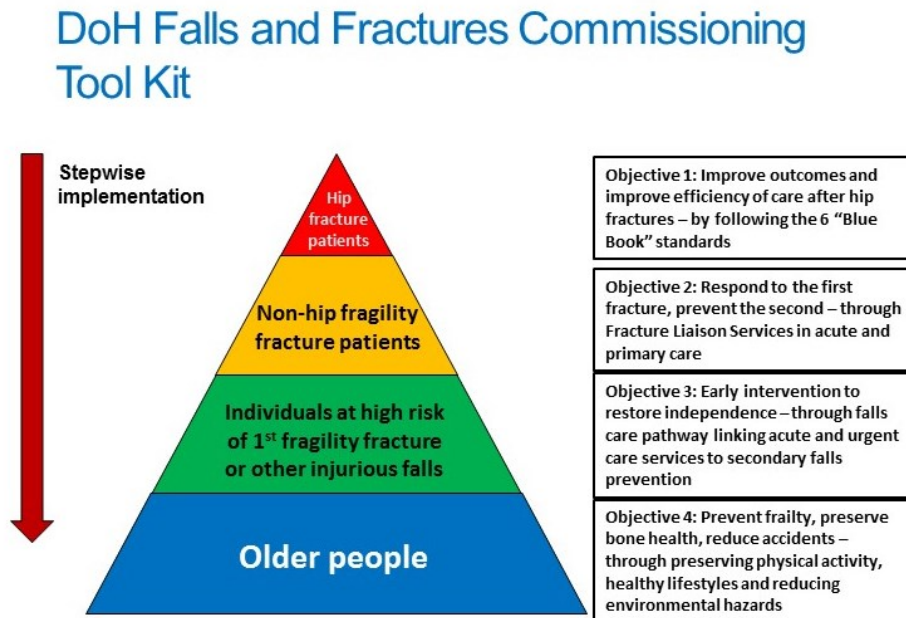 DoH Falls and Fractures Commissioning
Tool Kit
Stepwise
implementation
Hip
fracture
patients
Non-hip fragility
fracture patients
Individuals at high risk
of 1st fragility fracture
or other injurious falls
Older people
Objective 1: Improve outcomes and
improve efficiency of care after hip
fractures – by following the 6 “Blue
Book” standards
Objective 2: Respond to the first
fracture, prevent the second – through
Fracture Liaison Services in acute and
primary care
Objective 3: Early intervention to
restore independence – through falls
care pathway linking acute and urgent
care services to secondary falls
prevention
Objective 4: Prevent frailty, preserve
bone health, reduce accidents –
through preserving physical activity,
healthy lifestyles and reducing
environmental hazards